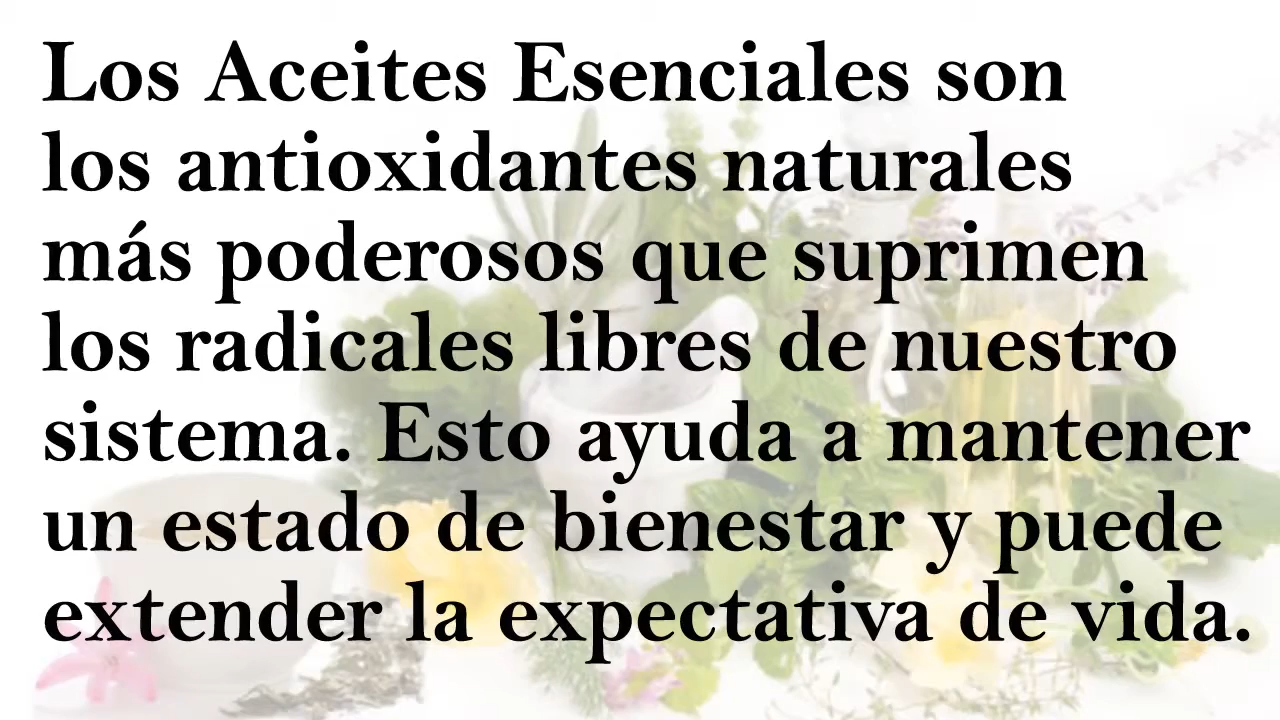 Los Aceites Esenciales son
los antioxidantes naturales
más poderosos que suprimen
los radicales libres de nuestro
sistema. Esto ayuda a mantener
un estado de bienestar y puede
extender la expectativa de vida.